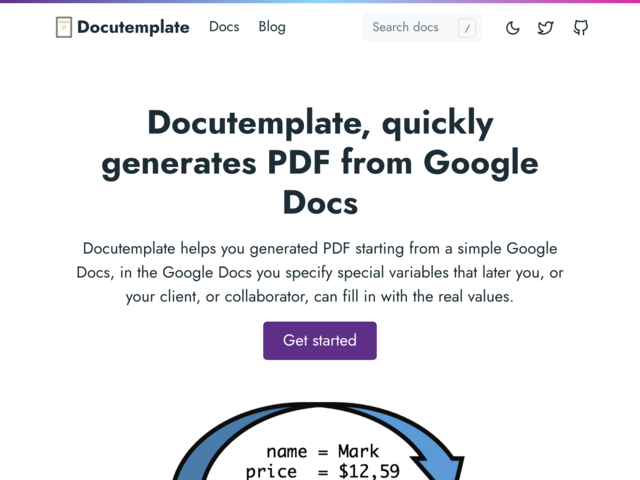 Docutemplate Docs Blog Search docs /
Docutemplate, quickly
generates PDF from Google
Docs
Docutemplate helps you generated PDF starting from a simple Google
Docs, in the Google Docs you specify special variables that later you, or
your client, or collaborator, can fill in with the real values.
Get started
name = Mark
price = $12,59